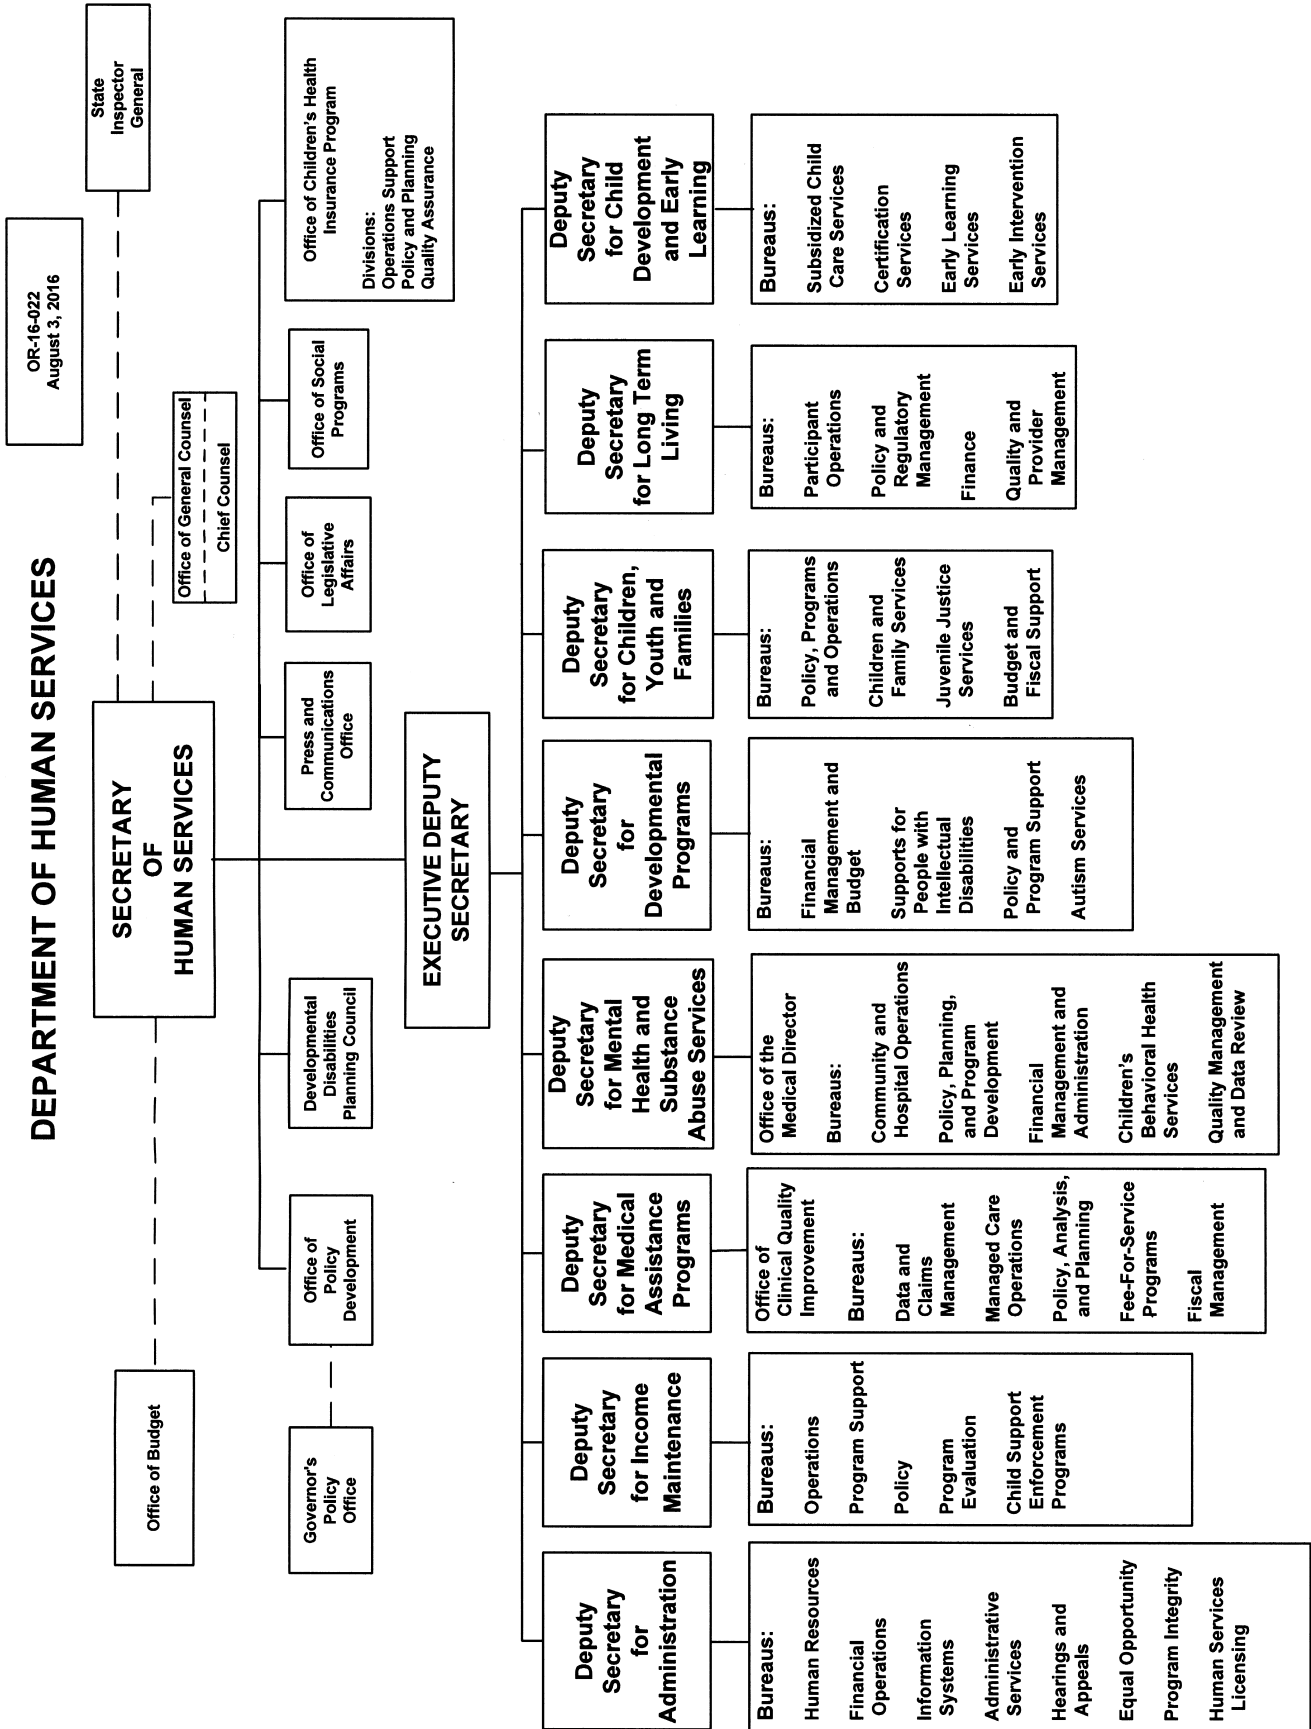 DEPARTMENT OF HUMAN SERVICES
OR-16-022
August 3, 2016
State
Inspector
General
SECRETARY
OF
HUMAN SERVICES
Office of Budget
Office of General Counsel
Chief Counsel
Governor's
Policy
Office
Office of
Policy
Development
Developmental
Disabilities
Planning Council
Press and
Communications
Office
Office of
Legislative
Affairs
Office of Social
Programs
Office of Children's Health
Insurance Program
Divisions:
Operations Support
Policy and Planning
Quality Assurance
EXECUTIVE DEPUTY
SECRETARY
Deputy
Secretary
for
Administration
Bureaus:
Human Resources
Financial
Operations
Information
Systems
Administrative
Services
Hearings and
Appeals
Equal Opportunity
Program Integrity
Human Services
Licensing
Deputy
Secretary
for Income
Maintenance
Bureaus:
Operations
Program Support
Policy
Program
Evaluation
Child Support
Enforcement
Programs
Deputy
Secretary
for Medical
Assistance
Programs
Office of
Clinical Quality
Improvement
Bureaus:
Data and
Claims
Management
Managed Care
Operations
Policy, Analysis,
and Planning
Fee-For-Service
Programs
Fiscal
Management
Deputy
Secretary
for Mental
Health and
Substance
Abuse Services
Office of the
Medical Director
Bureaus:
Community and
Hospital Operations
Policy, Planning,
and Program
Development
Financial
Management and
Administration
Children's
Behavioral Health
Services
Quality Management
and Data Review
Deputy
Secretary
for
Developmental
Programs
Bureaus:
Financial
Management and
Budget
Supports for
People with
Intellectual
Disabilities
Policy and
Program Support
Autism Services
Deputy
Secretary
for Children,
Youth and
Families
Bureaus:
Policy, Programs
and Operations
Children and
Family Services
Juvenile Justice
Services
Budget and
Fiscal Support
Deputy
Secretary
for Long Term
Living
Bureaus:
Participant
Operations
Policy and
Regulatory
Management
Finance
Quality and
Provider
Management
Deputy
Secretary
for Child
Development
and Early
Learning
Bureaus:
Subsidized Child
Care Services
Certification
Services
Early Learning
Services
Early Intervention
Services